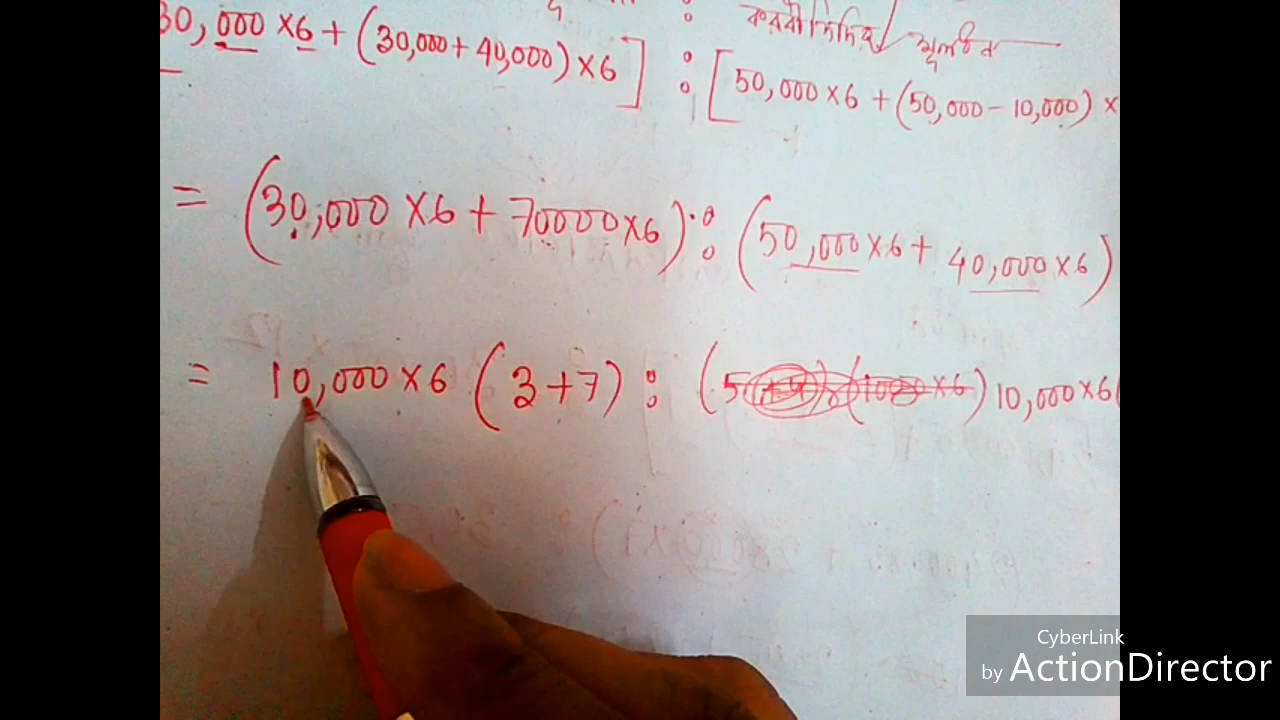 30,000 × 6 + (30,000 + 40,000) × 6 ] : [ 50,000 × 6 + (50,000 - 10,000) ×
= (30,000 × 6 + 70000 × 6) : (50,000 × 6 + 40,000 × 6)
= 10,000 × 6 (3 + 7) : (5 10,000 × 6 (
CyberLink
by ActionDirector